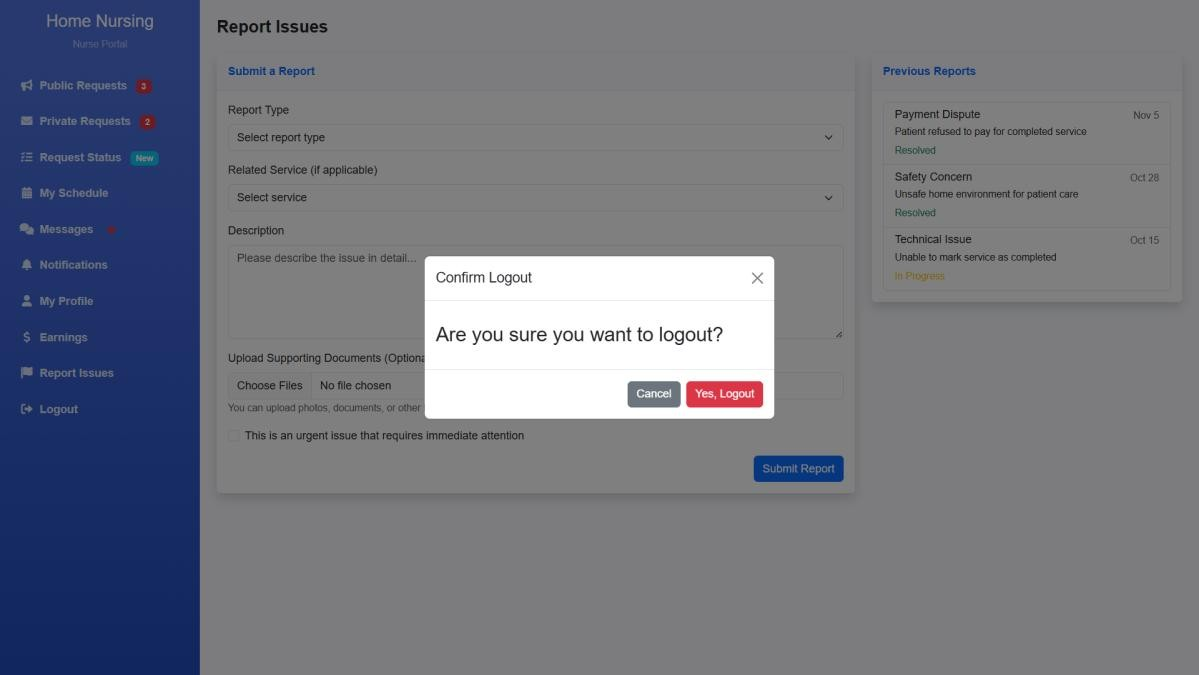 Home Nursing
Nurse Portal
Public Requests 3
Private Requests 2
Request Status New
My Schedule
Messages
Notifications
My Profile
$ Earnings
Report Issues
Logout
Report Issues
Submit a Report
Report Type
Select report type
Related Service (if applicable)
Select service
Description
Please describe the issue in detail...
Upload Supporting Documents (Optiona
Choose Files No file chosen
You can upload photos, documents, or other
This is an urgent issue that requires immediate attention
Submit Report
Previous Reports
Payment Dispute Nov 5
Patient refused to pay for completed service
Resolved
Safety Concern Oct 28
Unsafe home environment for patient care
Resolved
Technical Issue Oct 15
Unable to mark service as completed
In Progress
Confirm Logout
Are you sure you want to logout?
Cancel Yes, Logout